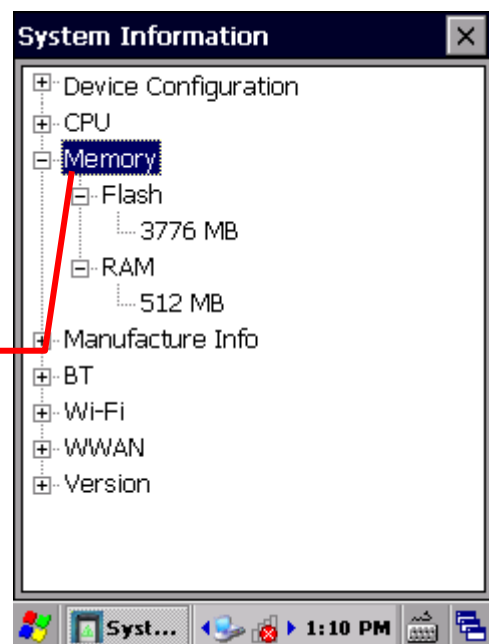 System Information
Device Configuration
CPU
Memory
Flash
3776 MB
RAM
512 MB
Manufacture Info
BT
Wi-Fi
WWAN
Version
Syst... 1:10 PM